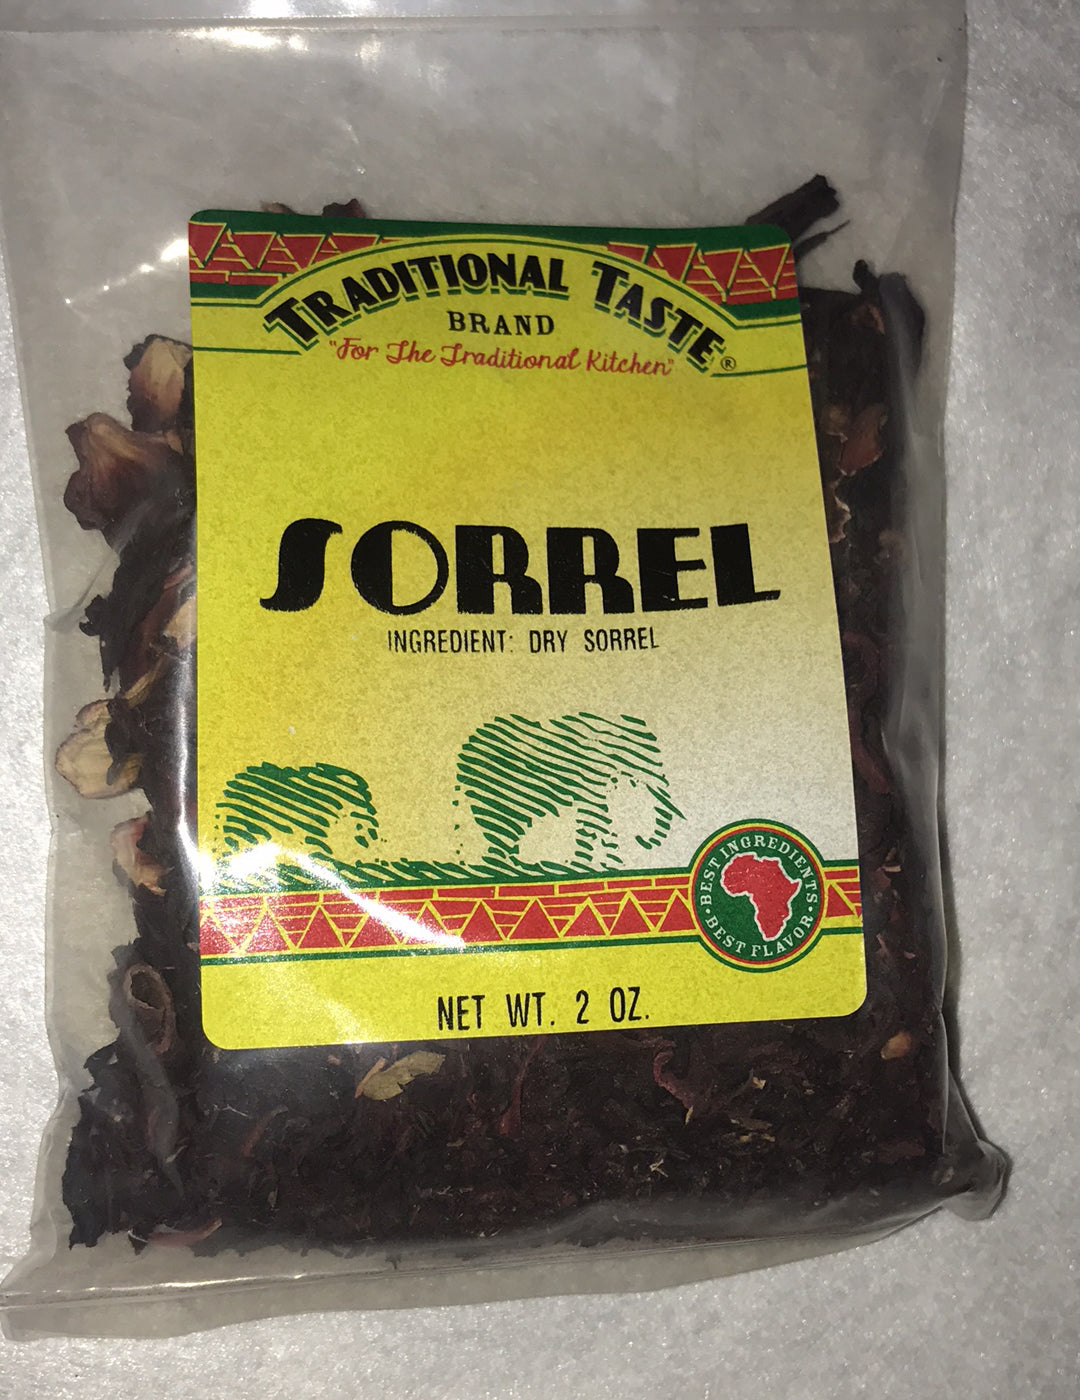 TRADITIONAL TASTE®
BRAND
"For The Traditional Kitchen"
SORREL
INGREDIENT: DRY SORREL
BEST INGREDIENTS
• BEST FLAVOR •
NET WT. 2 OZ.